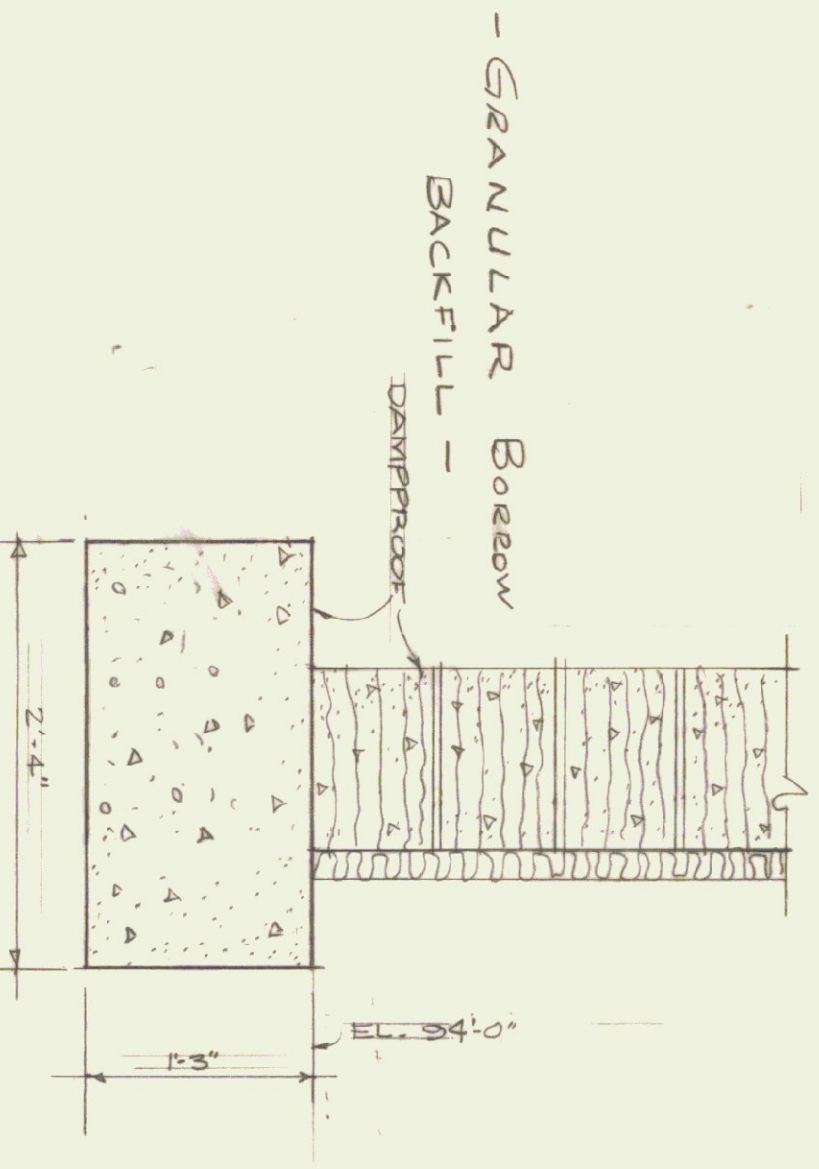 - GRANULAR BORROW
BACKFILL -
DAMPPROOF
2'-4"
EL. 94'-0"
1'-3"